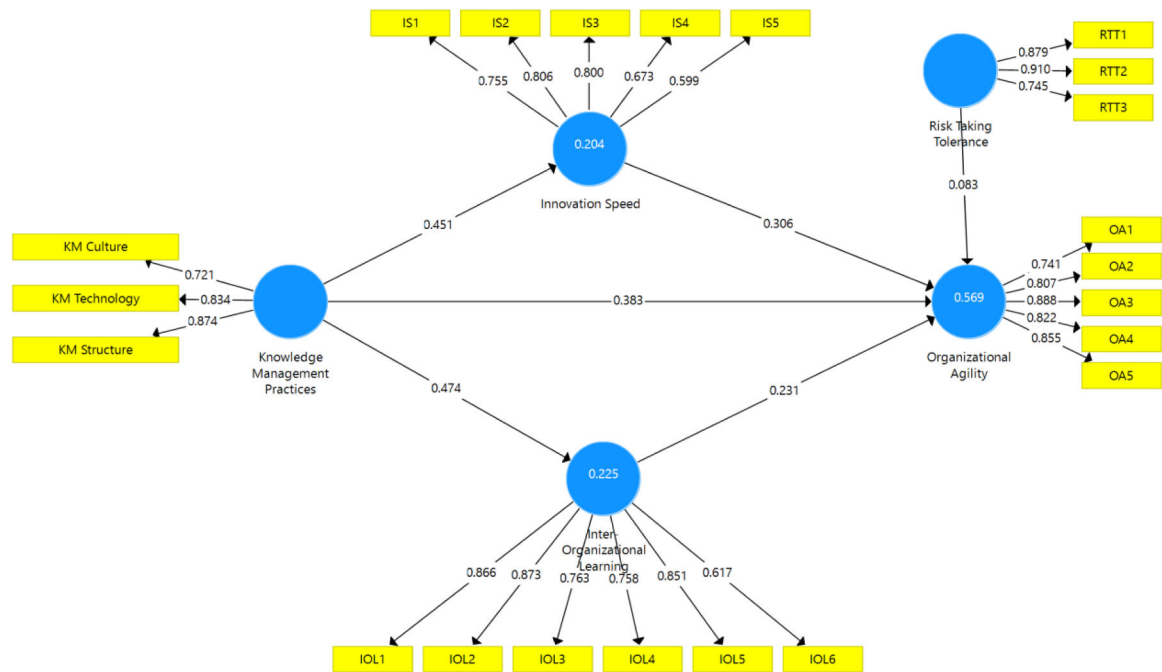 IS1
IS2
IS3
IS4
IS5
0.755
0.806
0.800
0.673
0.599
RTT1
RTT2
RTT3
0.879
0.910
0.745
Risk Taking
Tolerance
0.204
Innovation Speed
0.083
0.451
0.306
KM Culture
KM Technology
KM Structure
0.721
0.834
0.874
Knowledge
Management
Practices
0.383
0.569
Organizational
Agility
OA1
OA2
OA3
OA4
OA5
0.741
0.807
0.888
0.822
0.855
0.474
0.231
0.225
Inter-
Organizational
Learning
0.866
0.873
0.763
0.758
0.851
0.617
IOL1
IOL2
IOL3
IOL4
IOL5
IOL6